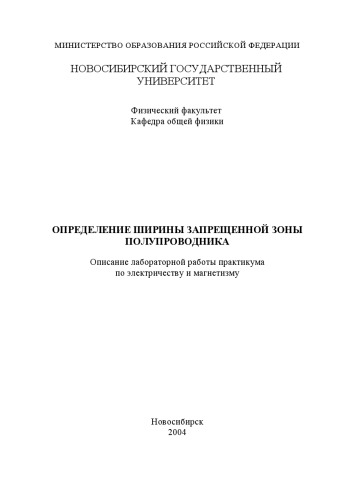 МИНИСТЕРСТВО ОБРАЗОВАНИЯ РОССИЙСКОЙ ФЕДЕРАЦИИ
НОВОСИБИРСКИЙ ГОСУДАРСТВЕННЫЙ
УНИВЕРСИТЕТ
Физический факультет
Кафедра общей физики
ОПРЕДЕЛЕНИЕ ШИРИНЫ ЗАПРЕЩЕННОЙ ЗОНЫ
ПОЛУПРОВОДНИКА
Описание лабораторной работы практикума
по электричеству и магнетизму
Новосибирск
2004